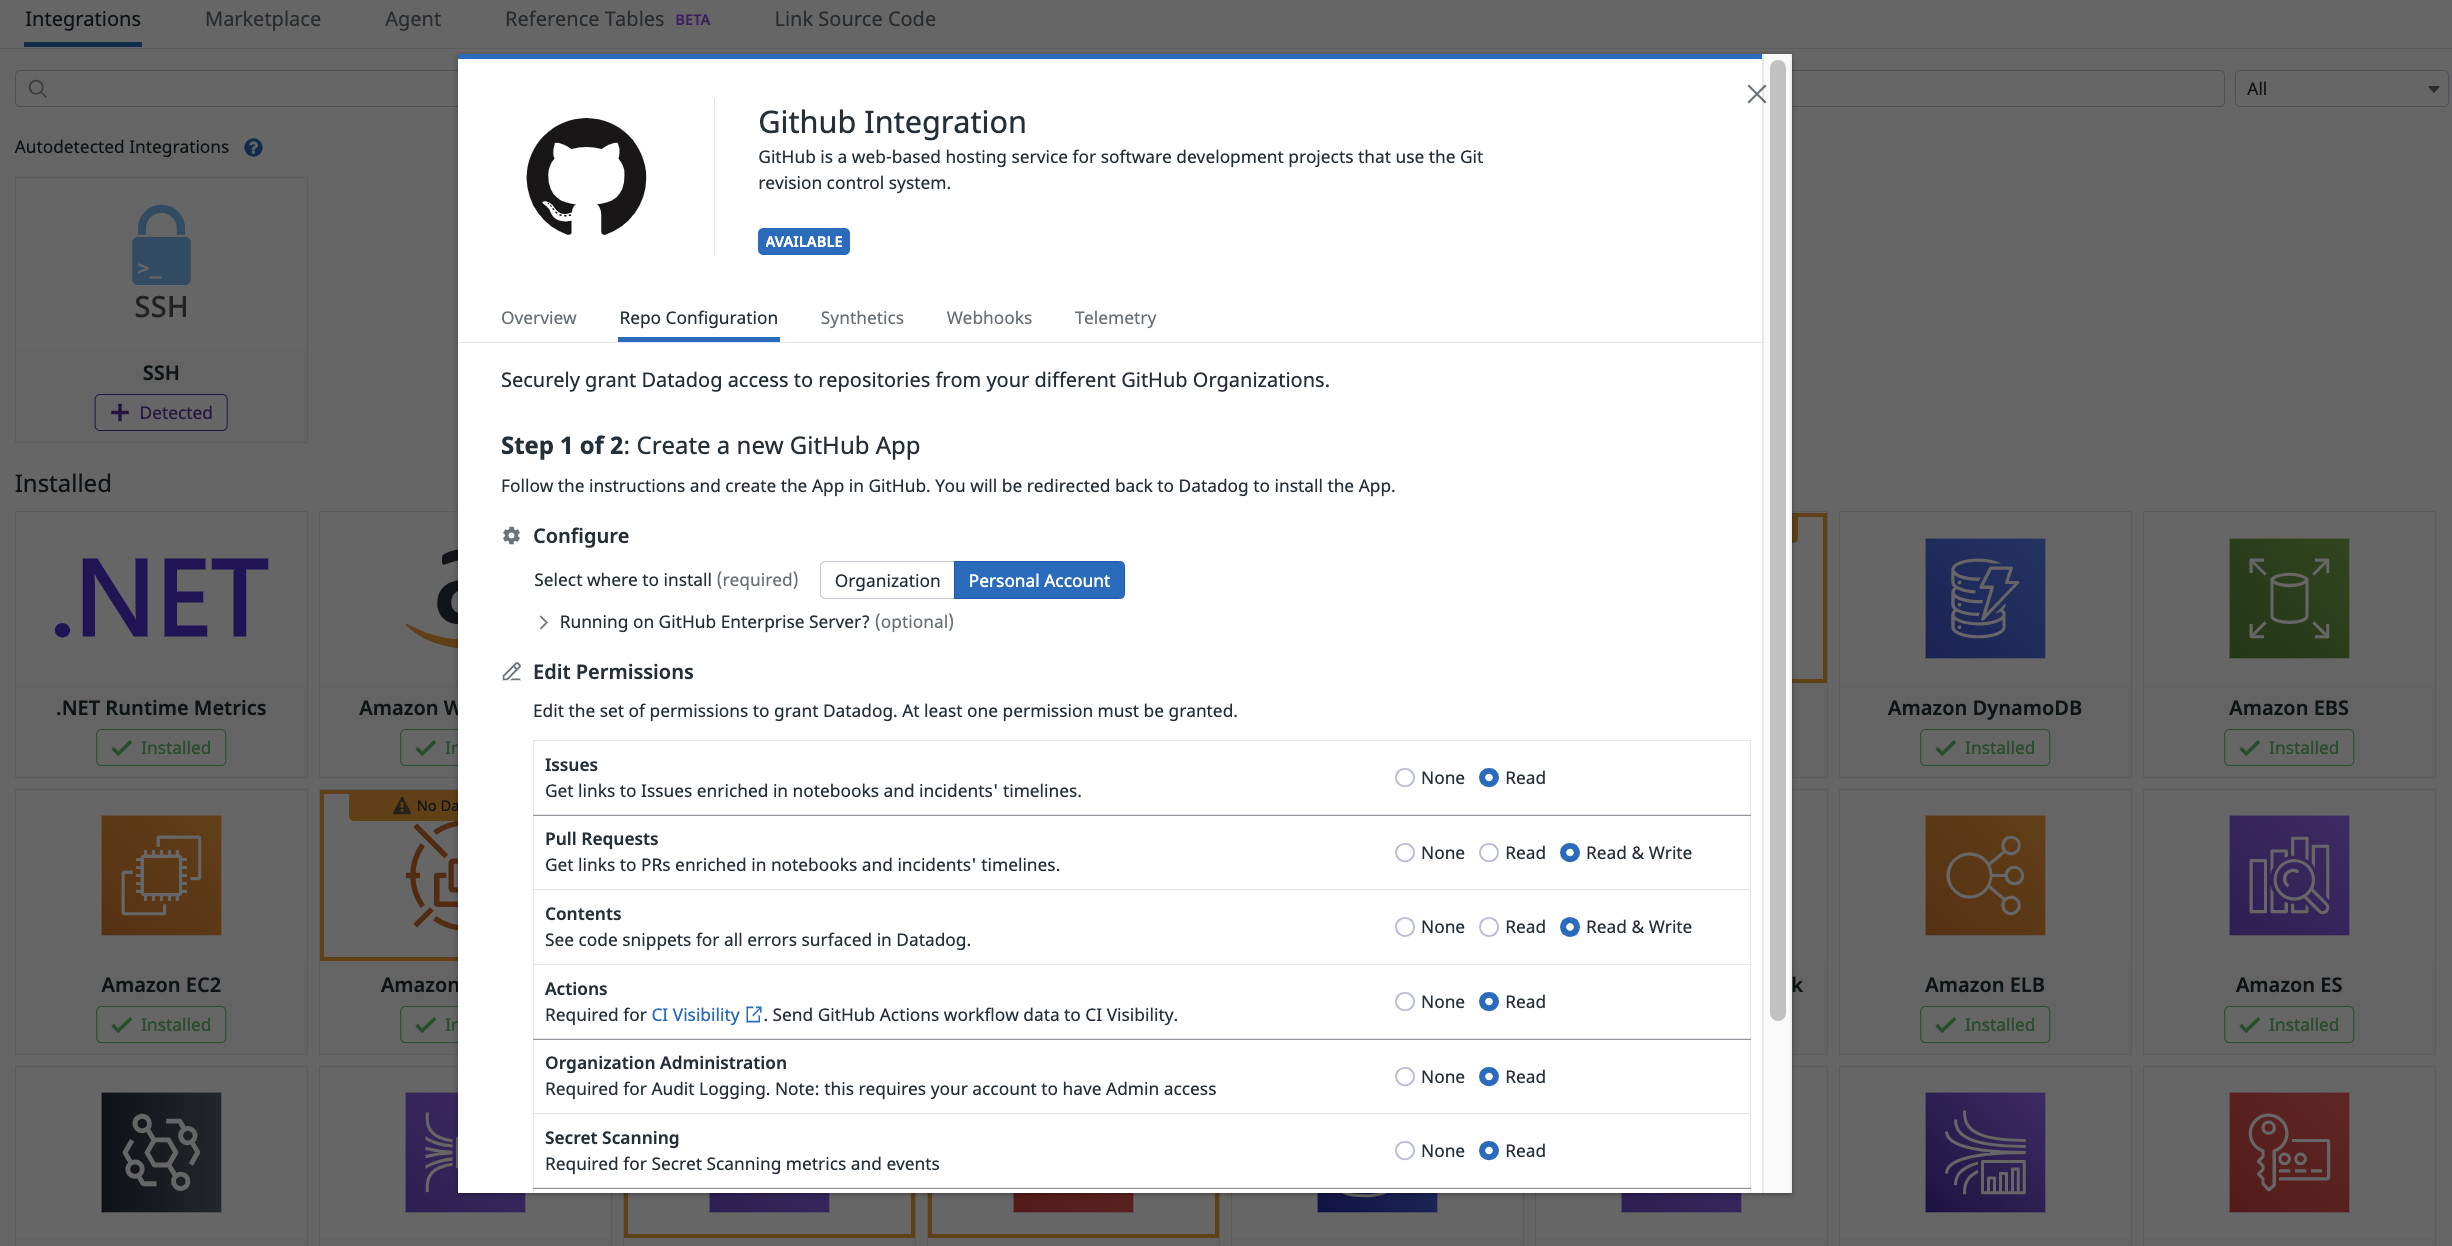 Integrations
Marketplace
Agent
Reference Tables BETA
Link Source Code
All
Autodetected Integrations
>_
SSH
SSH
Detected
Installed
.NET
.NET Runtime Metrics
Installed
Amazon W
Amazon DynamoDB
Installed
Amazon EBS
Installed
No Da
Amazon EC2
Installed
Amazon
Amazon ELB
Installed
Amazon ES
Installed
Github Integration
GitHub is a web-based hosting service for software development projects that use the Git
revision control system.
AVAILABLE
Overview
Repo Configuration
Synthetics
Webhooks
Telemetry
Securely grant Datadog access to repositories from your different GitHub Organizations.
Step 1 of 2: Create a new GitHub App
Follow the instructions and create the App in GitHub. You will be redirected back to Datadog to install the App.
Configure
Select where to install (required) Organization Personal Account
Running on GitHub Enterprise Server? (optional)
Edit Permissions
Edit the set of permissions to grant Datadog. At least one permission must be granted.
Issues
Get links to Issues enriched in notebooks and incidents' timelines.
None Read
Pull Requests
Get links to PRs enriched in notebooks and incidents' timelines.
None Read Read & Write
Contents
See code snippets for all errors surfaced in Datadog.
None Read Read & Write
Actions
Required for CI Visibility. Send GitHub Actions workflow data to CI Visibility.
None Read
Organization Administration
Required for Audit Logging. Note: this requires your account to have Admin access
None Read
Secret Scanning
Required for Secret Scanning metrics and events
None Read